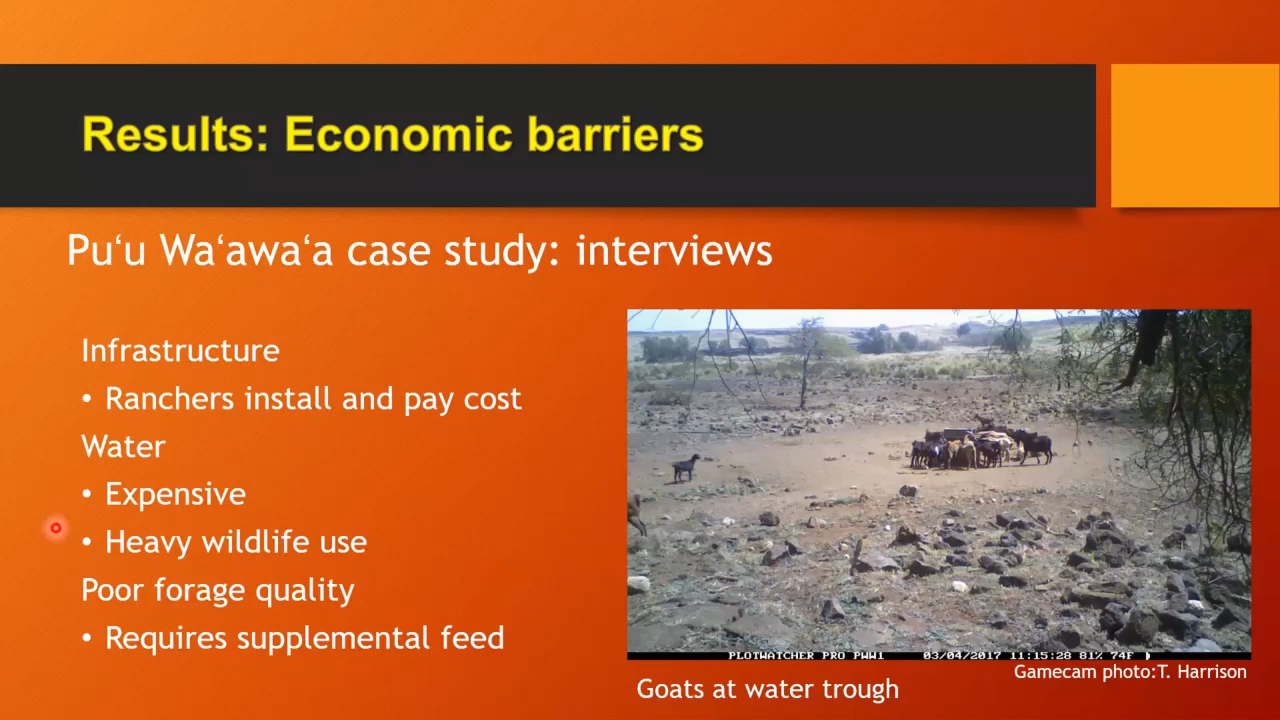 Results: Economic barriers
Puʻu Waʻawaʻa case study: interviews
Infrastructure
• Ranchers install and pay cost
Water
• Expensive
• Heavy wildlife use
Poor forage quality
• Requires supplemental feed
PLOTWATCHER PRO PWW1 03/04/2017 11:15:28 81% 74F
Gamecam photo:T. Harrison
Goats at water trough